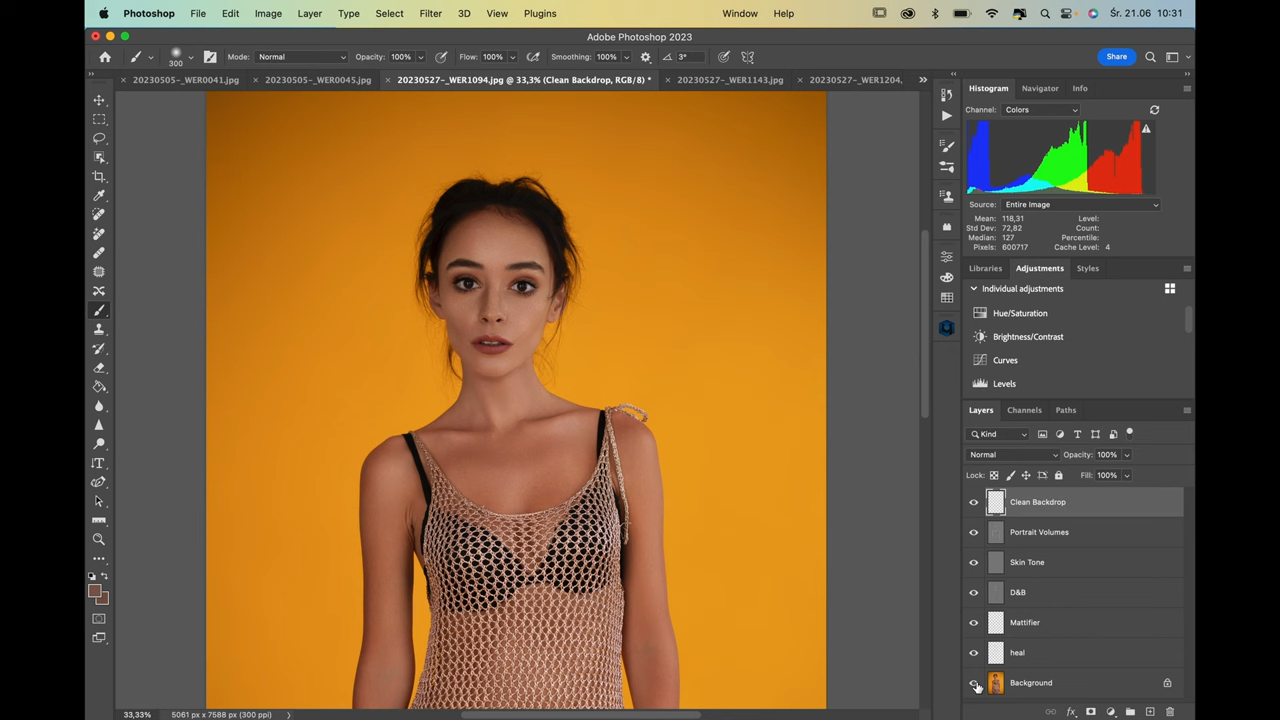 Photoshop File Edit Image Layer Type Select Filter 3D View Plugins Window Help Śr. 21.06 10:31
Adobe Photoshop 2023
300 Mode: Normal Opacity: 100% Flow: 100% Smoothing: 100% 3° Share
20230505-_WER0041.jpg 20230505-_WER0045.jpg 20230527-_WER1094.jpg @ 33,3% (Clean Backdrop, RGB/8) * 20230527-_WER1143.jpg 20230527-_WER1204.
Histogram Navigator Info
Channel: Colors
Source: Entire Image
Mean: 118,31 Level:
Std Dev: 72,82 Count:
Median: 127 Percentile:
Pixels: 600717 Cache Level: 4
Libraries Adjustments Styles
Individual adjustments
Hue/Saturation
Brightness/Contrast
Curves
Levels
Layers Channels Paths
Kind
Normal Opacity: 100%
Lock: Fill: 100%
Clean Backdrop
Portrait Volumes
Skin Tone
D&B
Mattifier
heal
Background
33,33% 5061 px x 7588 px (300 ppi)